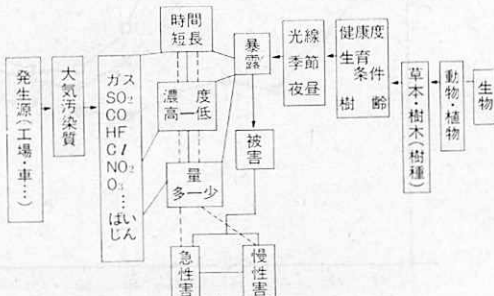 発生源(工場・車…)
大気汚染質
ガス
SO₂
CO
HF
Cl
NO₂
O₃
…
ばい
じん
時間
短長
濃度
高―低
量
多―少
暴露
被害
急性害
慢性害
光線
季節
夜昼
健康度
生育
条件
樹齢
草本・樹木(樹種)
動物・植物
生物